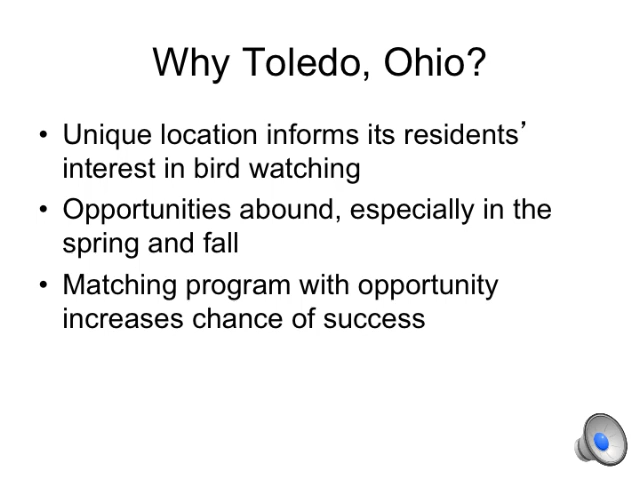 Why Toledo, Ohio?
• Unique location informs its residents’
interest in bird watching
• Opportunities abound, especially in the
spring and fall
• Matching program with opportunity
increases chance of success